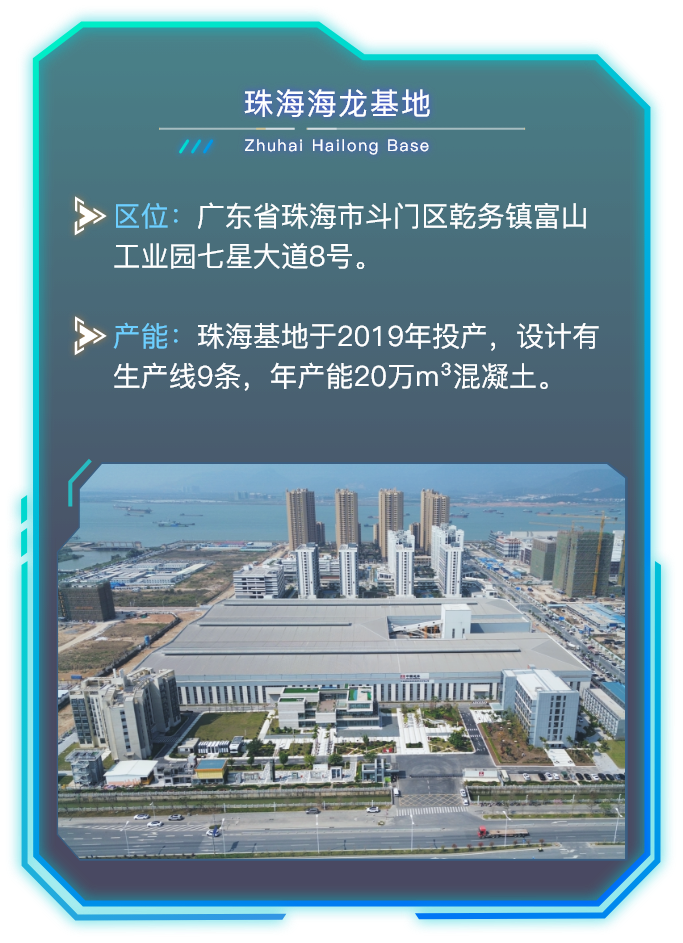 珠海海龙基地
Zhuhai Hailong Base
区位：广东省珠海市斗门区乾务镇富山
工业园七星大道8号。
产能：珠海基地于2019年投产，设计有
生产线9条，年产能20万m³混凝土。